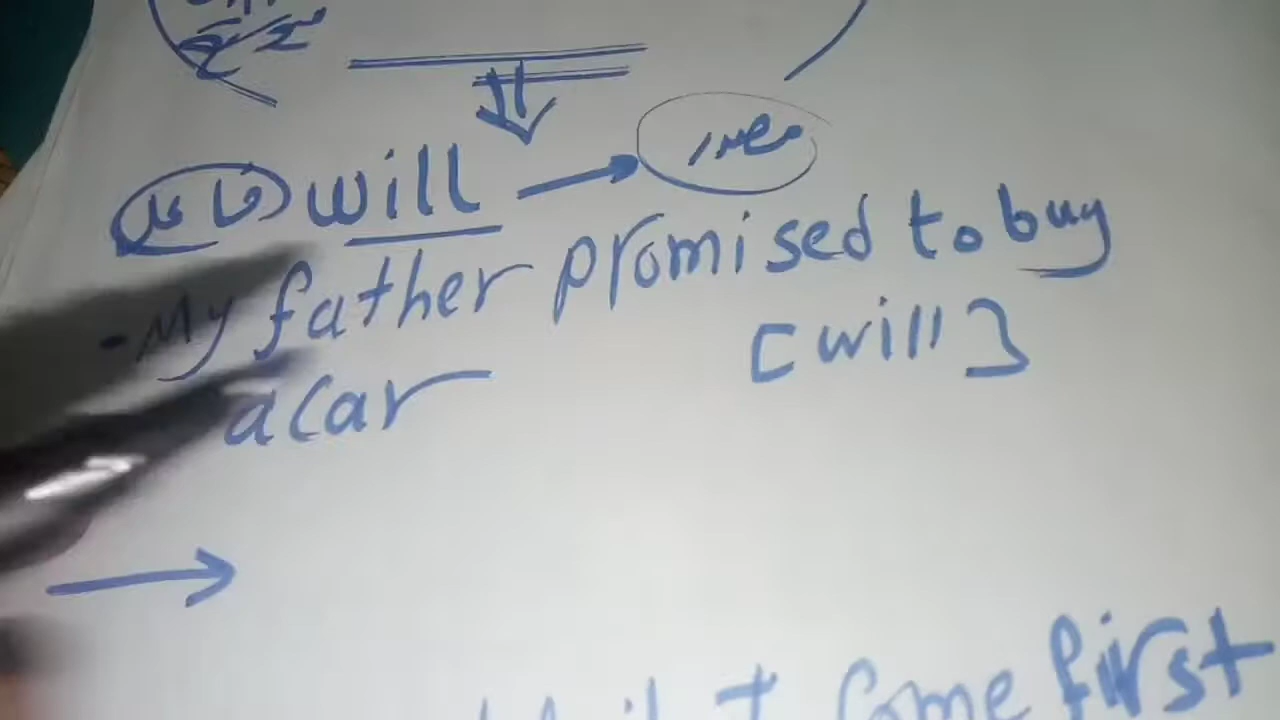 فاعل will → مصدر
- My father promised to buy
[will]
a car
→
come first